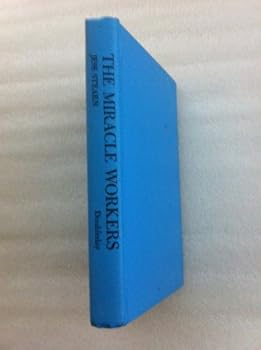 JESS STEARN
THE MIRACLE WORKERS
Doubleday